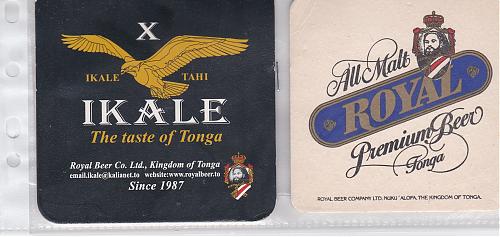 X
IKALE TAHI
IKALE
The taste of Tonga
Royal Beer Co. Ltd., Kingdom of Tonga
email.ikale@kalianet.to website:www.royalbeer.to
Since 1987
All Malt
ROYAL
Premium Beer
Tonga
ROYAL BEER COMPANY LTD. NUKU 'ALOFA, THE KINGDOM OF TONGA.